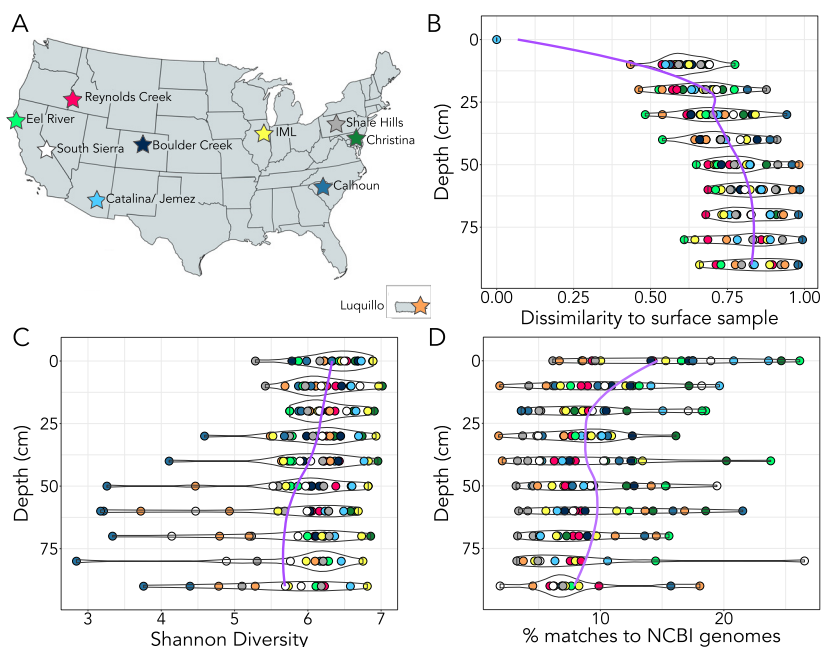 A
Reynolds Creek
Eel River
South Sierra
Boulder Creek
IML
Shale Hills
Christina
Catalina/ Jemez
Calhoun
Luquillo
B
Depth (cm)
0
25
50
75
0.00 0.25 0.50 0.75 1.00
Dissimilarity to surface sample
C
Depth (cm)
0
25
50
75
3 4 5 6 7
Shannon Diversity
D
Depth (cm)
0
25
50
75
10 20
% matches to NCBI genomes